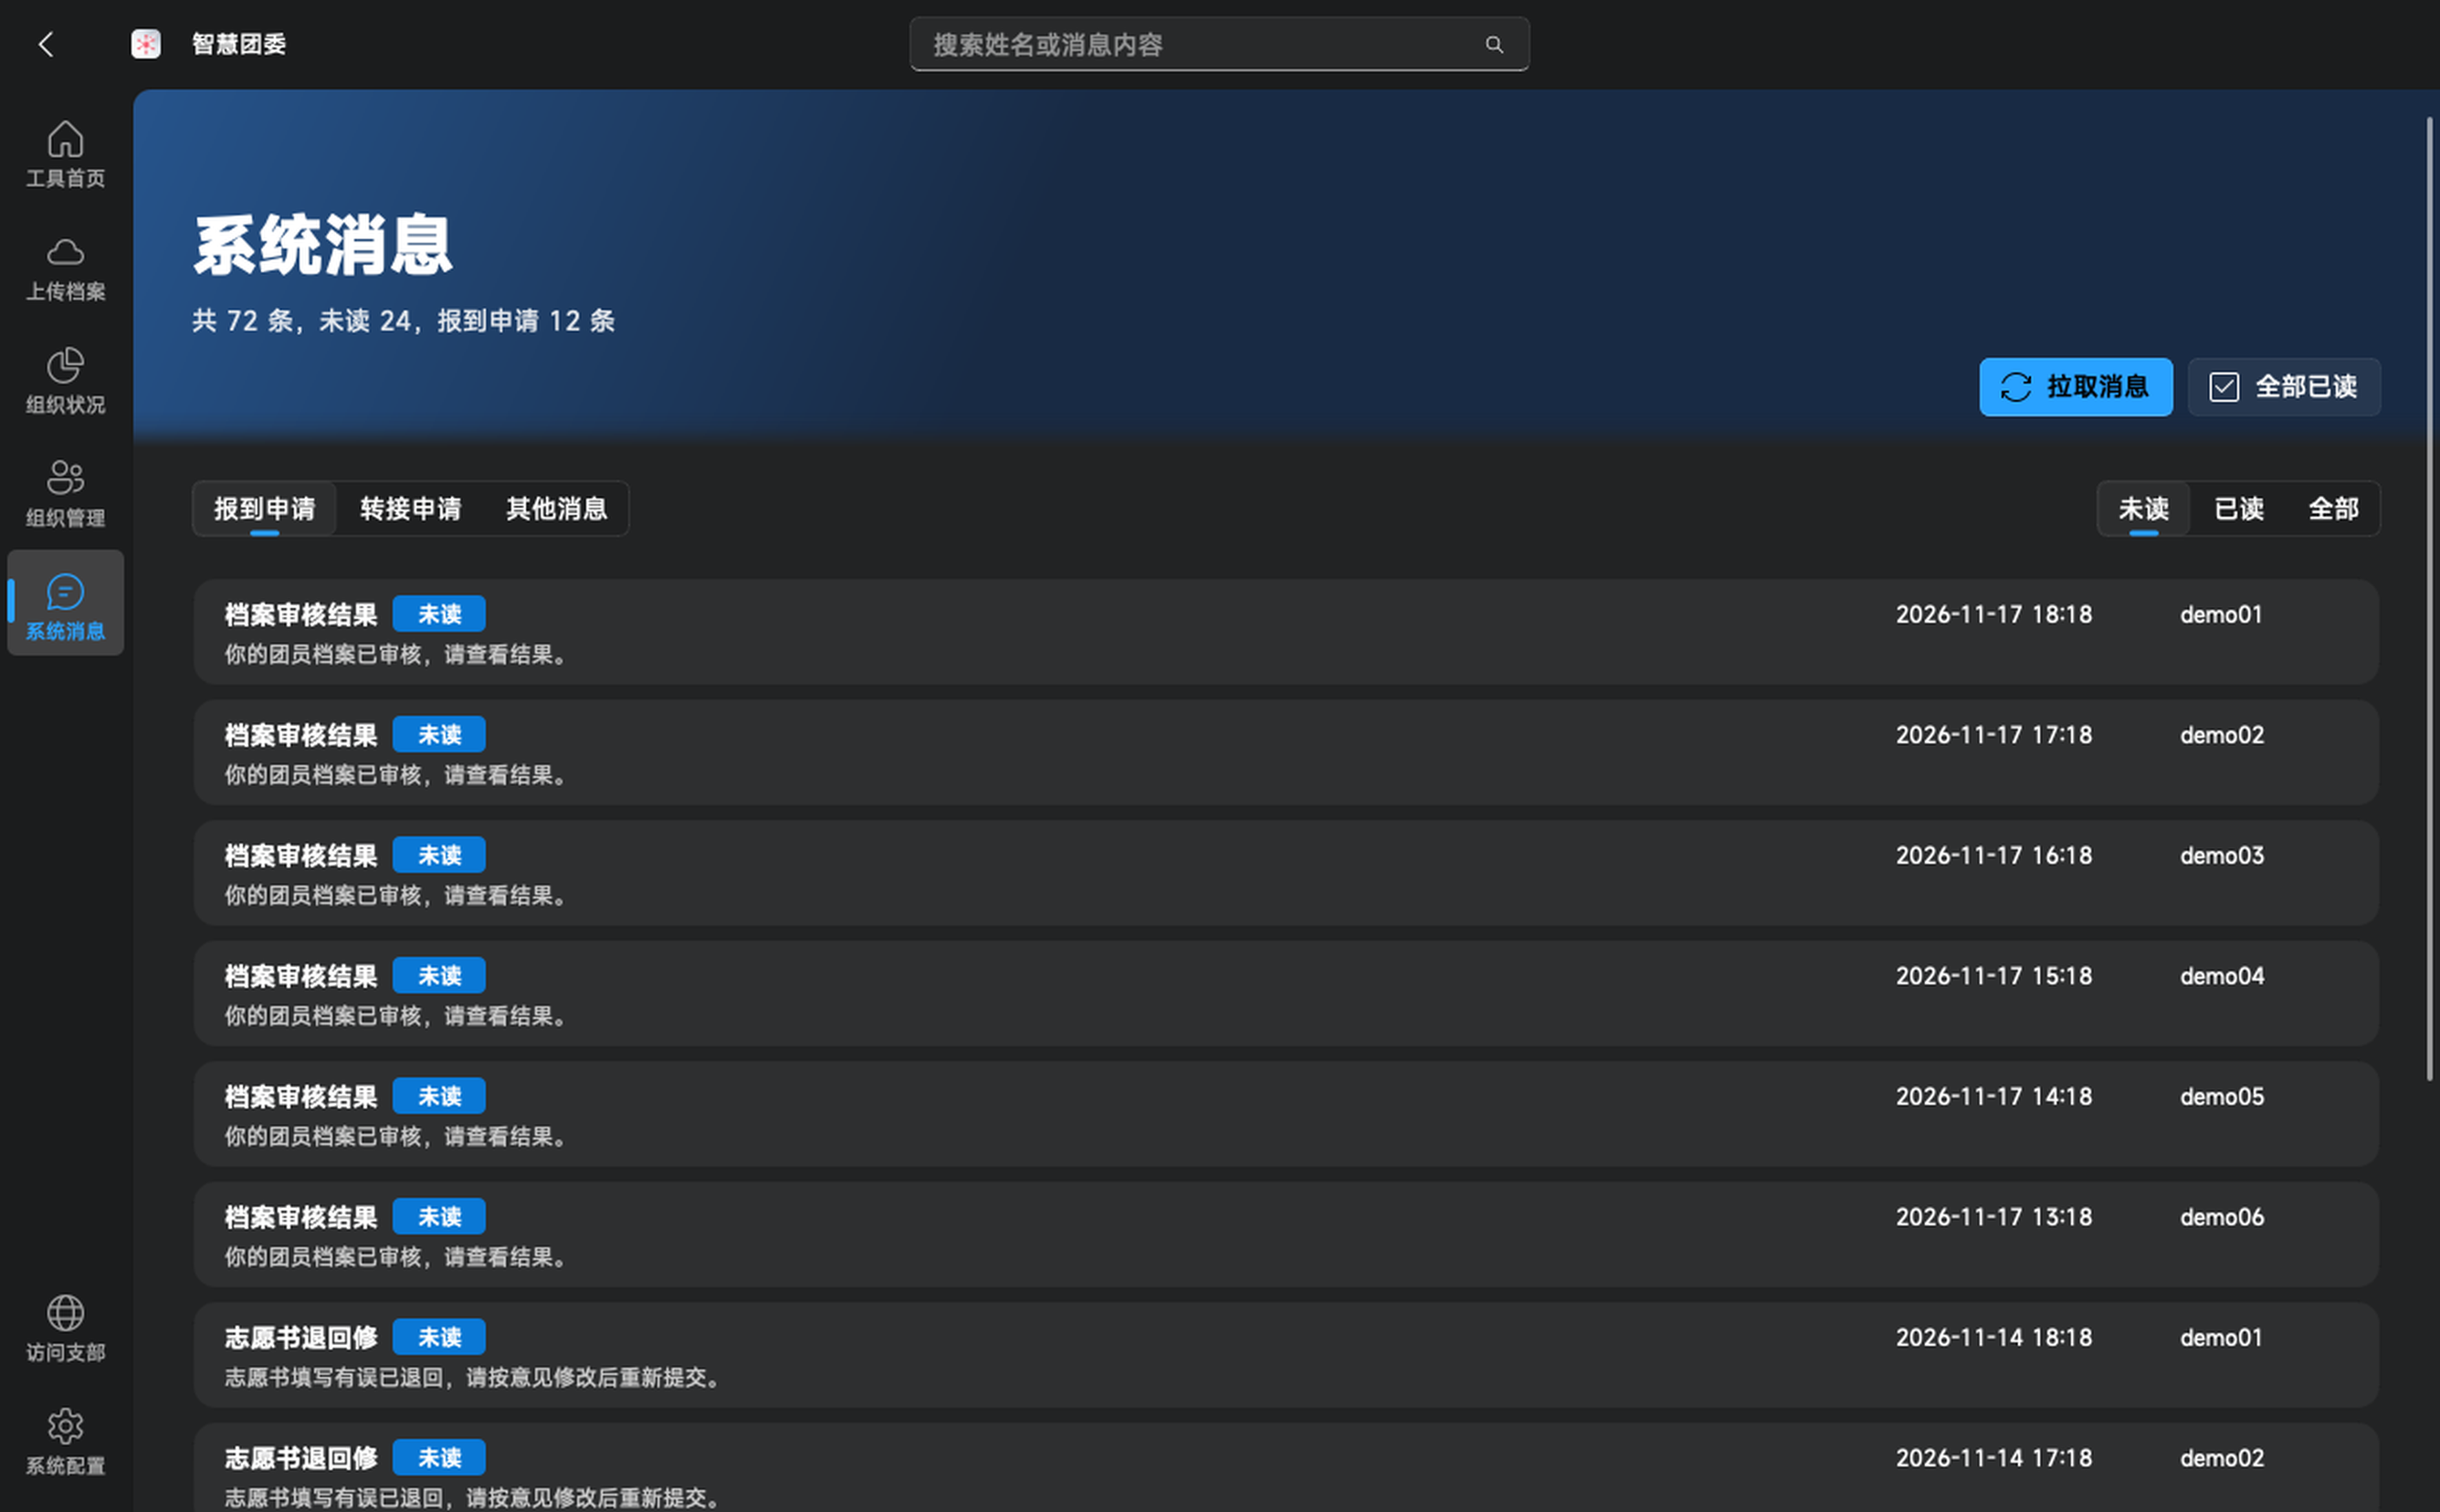 智慧团委
搜索姓名或消息内容
工具首页
上传档案
组织状况
组织管理
系统消息
访问支部
系统配置
系统消息
共 72 条，未读 24，报到申请 12 条
拉取消息
全部已读
报到申请 转接申请 其他消息
未读 已读 全部
档案审核结果 未读 2026-11-17 18:18 demo01
你的团员档案已审核，请查看结果。
档案审核结果 未读 2026-11-17 17:18 demo02
你的团员档案已审核，请查看结果。
档案审核结果 未读 2026-11-17 16:18 demo03
你的团员档案已审核，请查看结果。
档案审核结果 未读 2026-11-17 15:18 demo04
你的团员档案已审核，请查看结果。
档案审核结果 未读 2026-11-17 14:18 demo05
你的团员档案已审核，请查看结果。
档案审核结果 未读 2026-11-17 13:18 demo06
你的团员档案已审核，请查看结果。
志愿书退回修 未读 2026-11-14 18:18 demo01
志愿书填写有误已退回，请按意见修改后重新提交。
志愿书退回修 未读 2026-11-14 17:18 demo02
志愿书填写有误已退回，请按意见修改后重新提交。